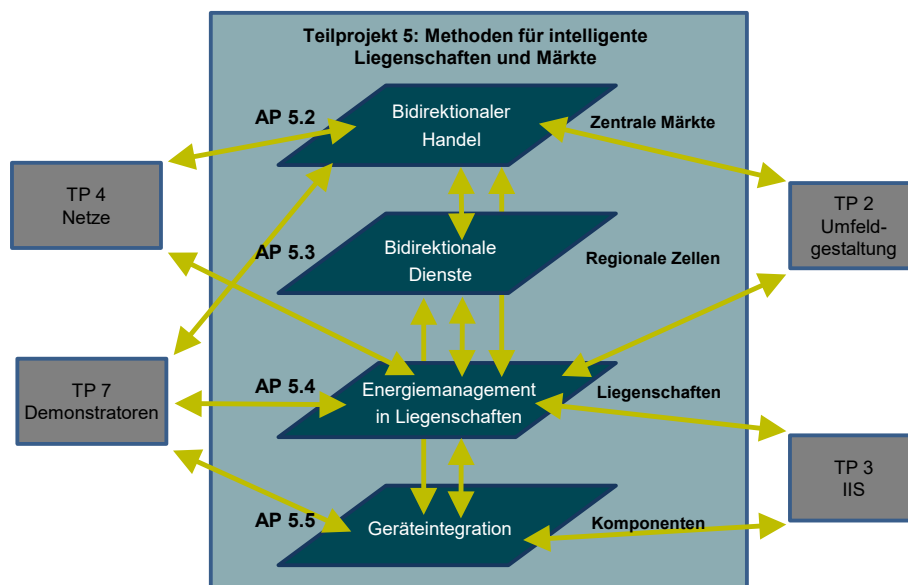 Teilprojekt 5: Methoden für intelligente
Liegenschaften und Märkte
AP 5.2
Bidirektionaler
Handel
Zentrale Märkte
TP 4
Netze
TP 2
Umfeld-
gestaltung
AP 5.3
Bidirektionale
Dienste
Regionale Zellen
TP 7
Demonstratoren
AP 5.4
Energiemanagement
in Liegenschaften
Liegenschaften
TP 3
IIS
AP 5.5
Geräteintegration
Komponenten